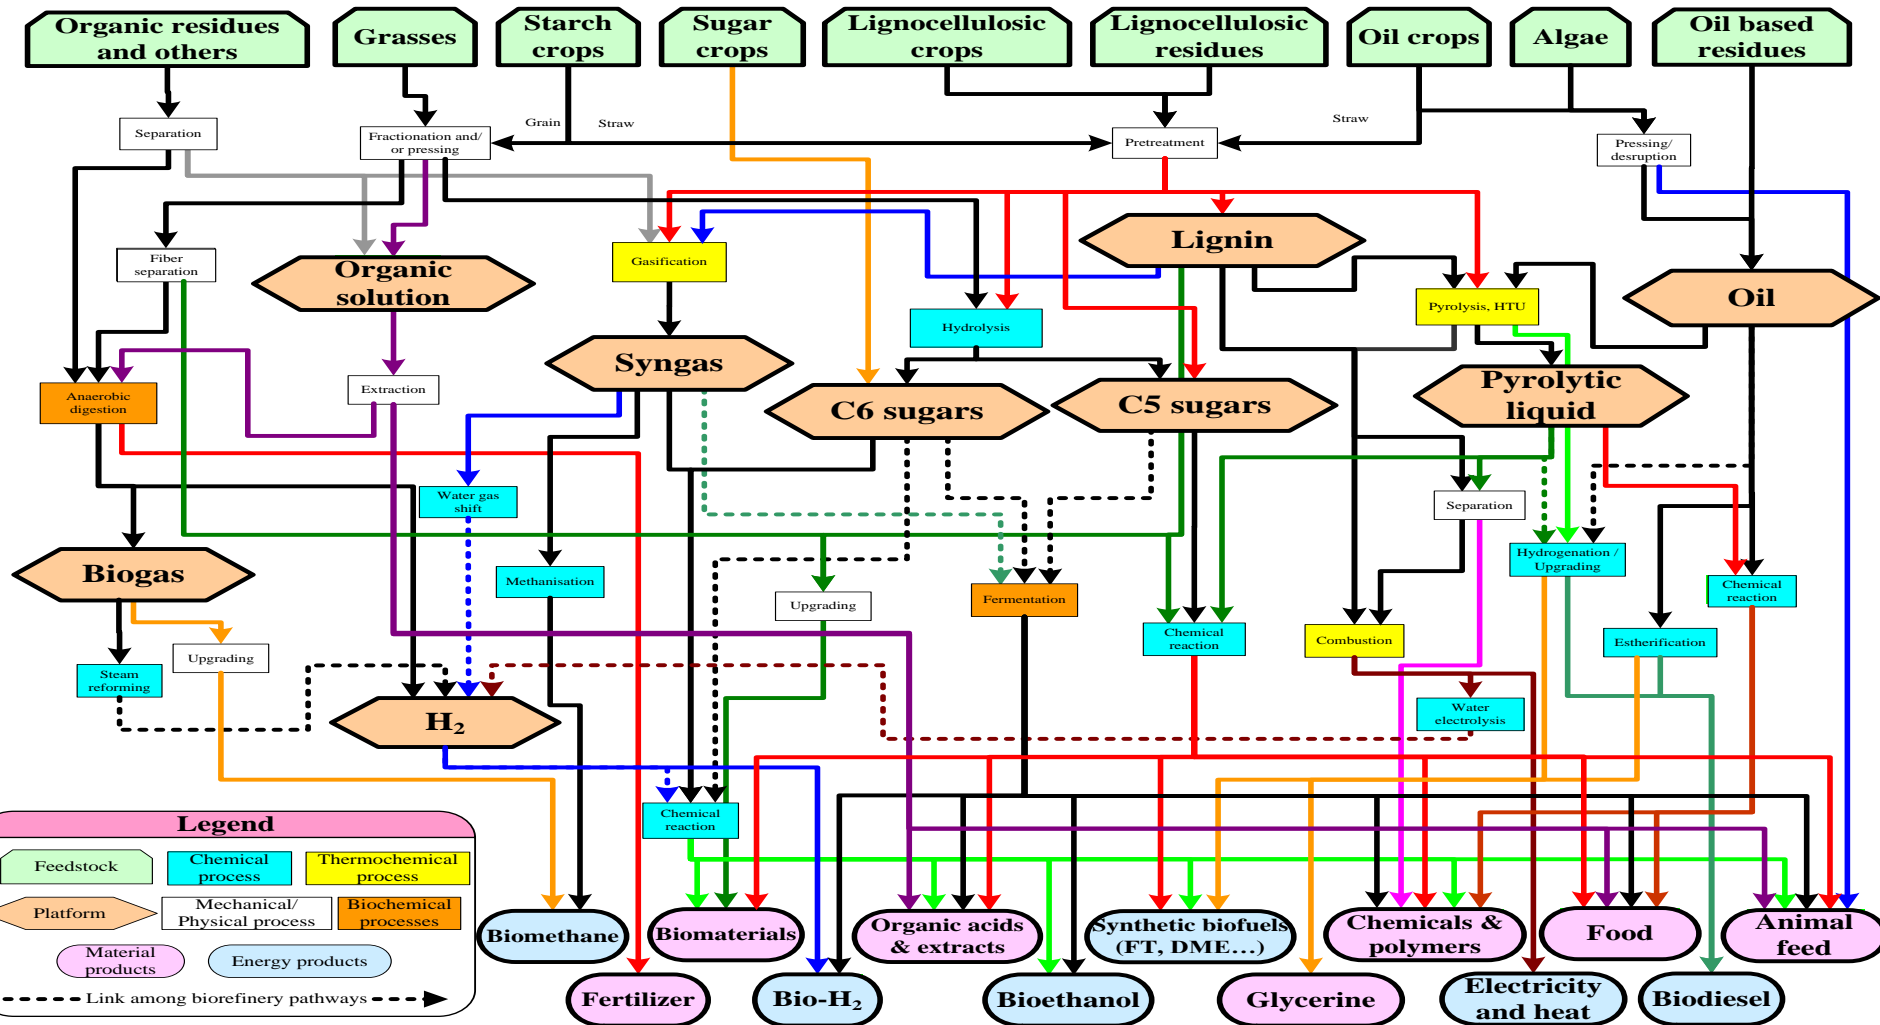 Organic residues
and others
Grasses
Starch
crops
Sugar
crops
Lignocellulosic
crops
Lignocellulosic
residues
Oil crops
Algae
Oil based
residues
Separation
Fractionation and/
or pressing
Grain
Straw
Pretreatment
Straw
Pressing/
desruption
Fiber
separation
Organic
solution
Gasification
Lignin
Pyrolysis, HTU
Oil
Hydrolysis
Syngas
Anaerobic
digestion
Extraction
C6 sugars
C5 sugars
Pyrolytic
liquid
Water gas
shift
Separation
Biogas
Methanisation
Upgrading
Fermentation
Hydrogenation /
Upgrading
Chemical
reaction
Upgrading
Steam
reforming
Chemical
reaction
Combustion
Estherification
H2
Water
electrolysis
Chemical
reaction
Legend
Feedstock
Chemical
process
Thermochemical
process
Platform
Mechanical/
Physical process
Biochemical
processes
Material
products
Energy products
Link among biorefinery pathways
Biomethane
Biomaterials
Organic acids
& extracts
Synthetic biofuels
(FT, DME...)
Chemicals &
polymers
Food
Animal
feed
Fertilizer
Bio-H2
Bioethanol
Glycerine
Electricity
and heat
Biodiesel